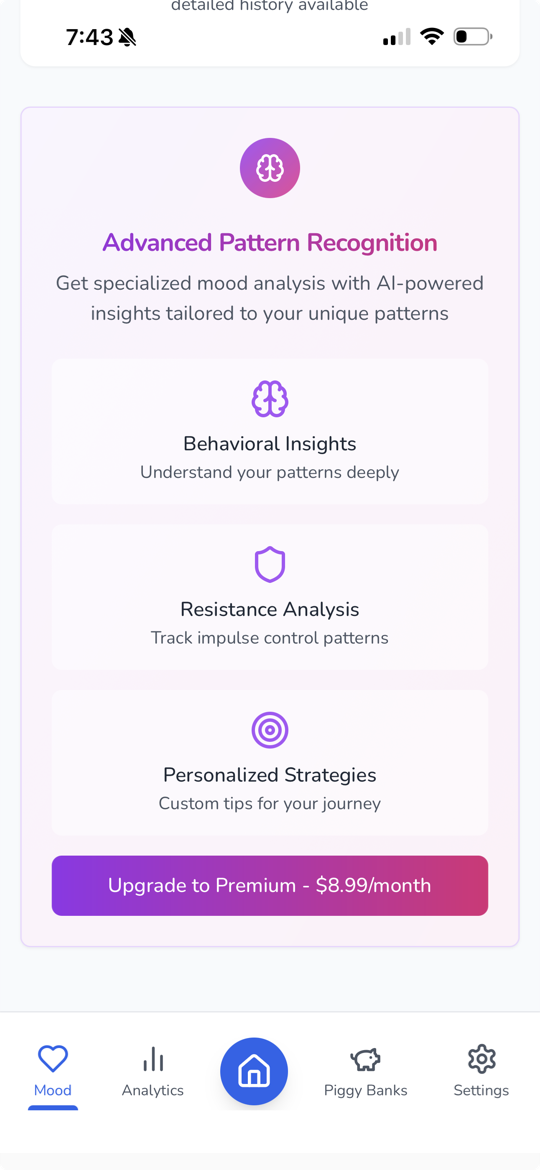 detailed history available
7:43
Advanced Pattern Recognition
Get specialized mood analysis with AI-powered
insights tailored to your unique patterns
Behavioral Insights
Understand your patterns deeply
Resistance Analysis
Track impulse control patterns
Personalized Strategies
Custom tips for your journey
Upgrade to Premium - $8.99/month
Mood
Analytics
Piggy Banks
Settings